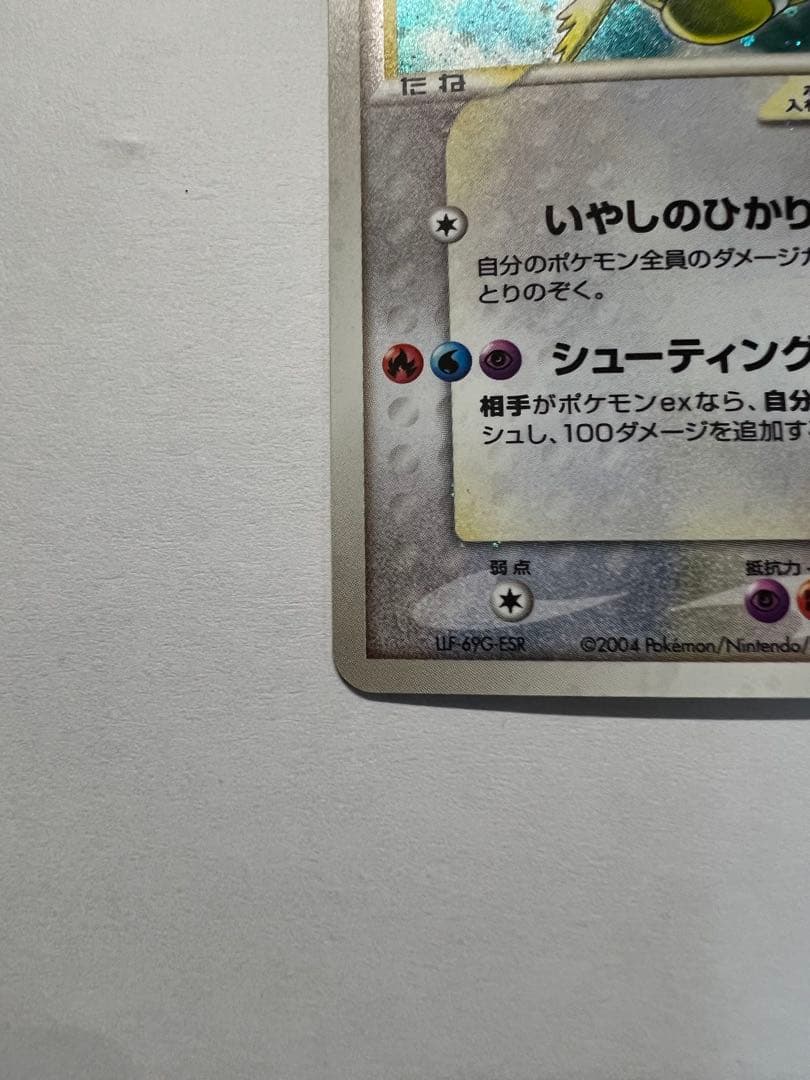 たね
いやしのひかり
自分のポケモン全員のダメージ
とりのぞく。
シューティング
相手がポケモンexなら、自分
シュし、100ダメージを追加す
弱点
抵抗力
LLF-69G-ESR
©2004 Pokémon/Nintendo/